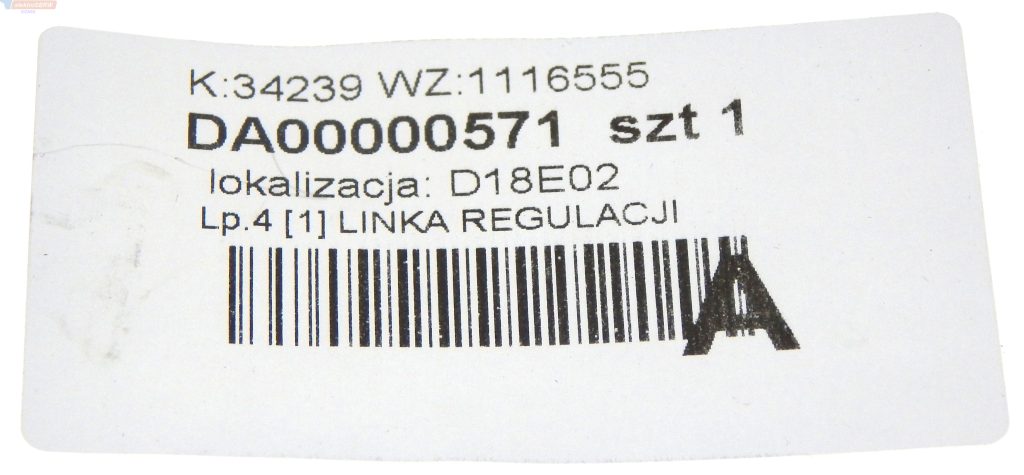 K:34239 WZ:1116555
DA00000571 szt 1
lokalizacja: D18E02
Lp.4 [1] LINKA REGULACJI
A